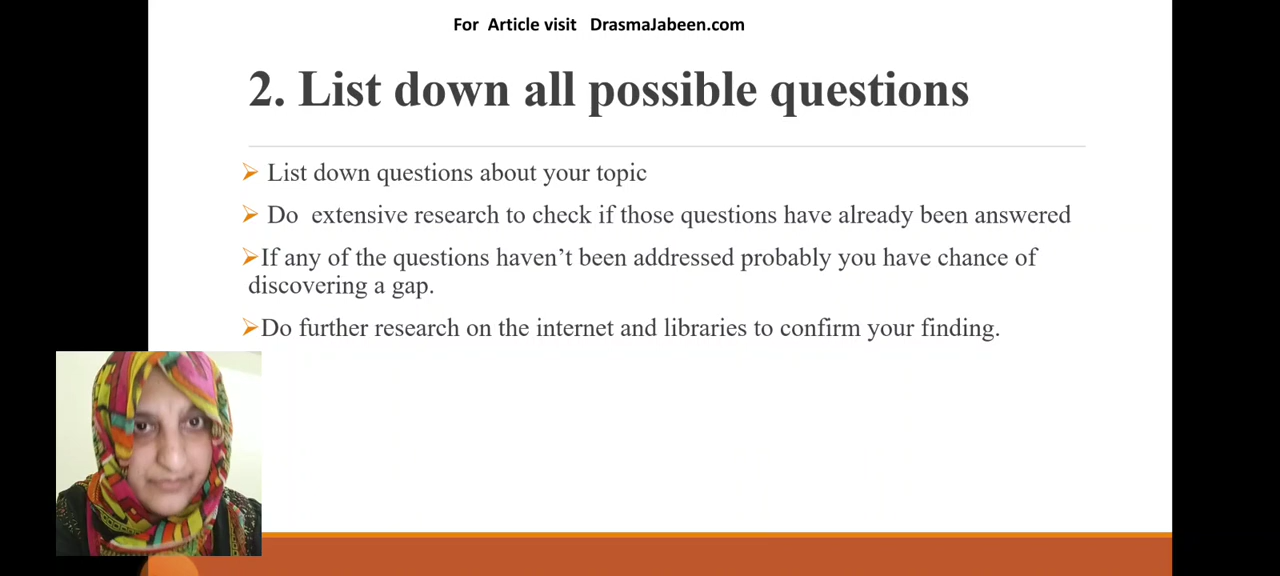 For Article visit DrasmaJabeen.com
2. List down all possible questions
List down questions about your topic
Do extensive research to check if those questions have already been answered
If any of the questions haven’t been addressed probably you have chance of
discovering a gap.
Do further research on the internet and libraries to confirm your finding.